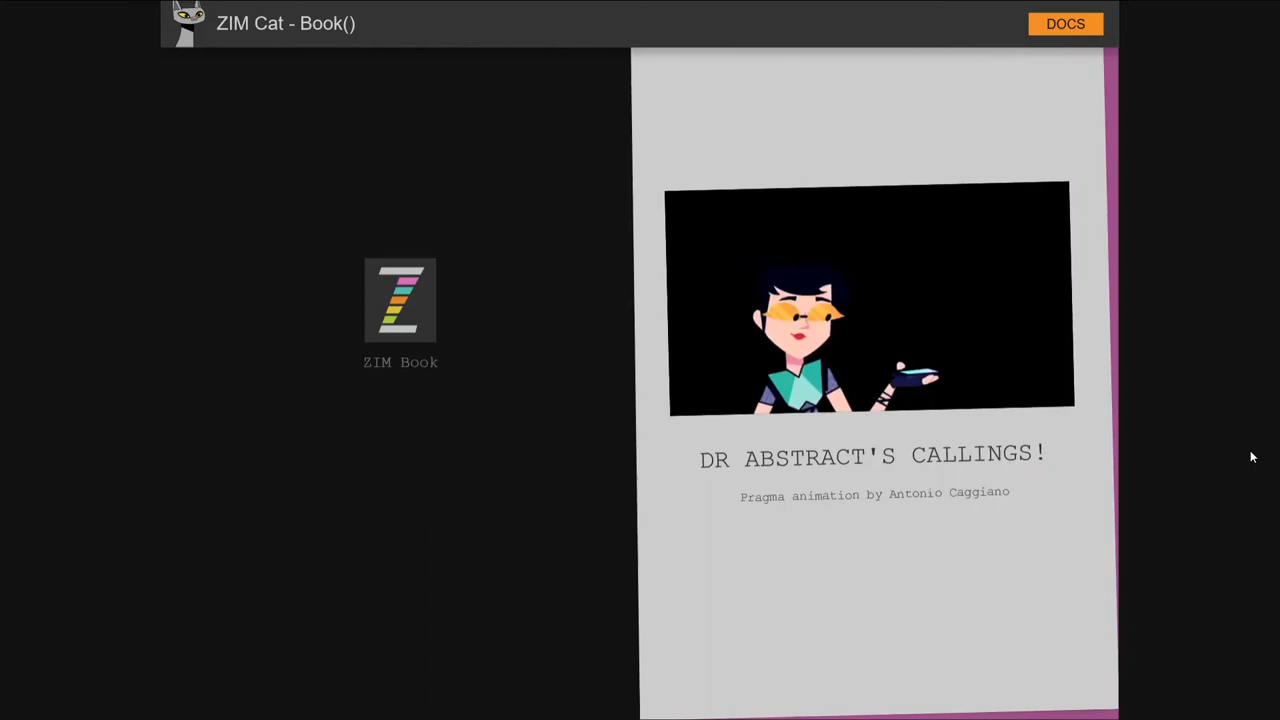 ZIM Cat - Book()
DOCS
ZIM Book
DR ABSTRACT'S CALLINGS!
Pragma animation by Antonio Caggiano